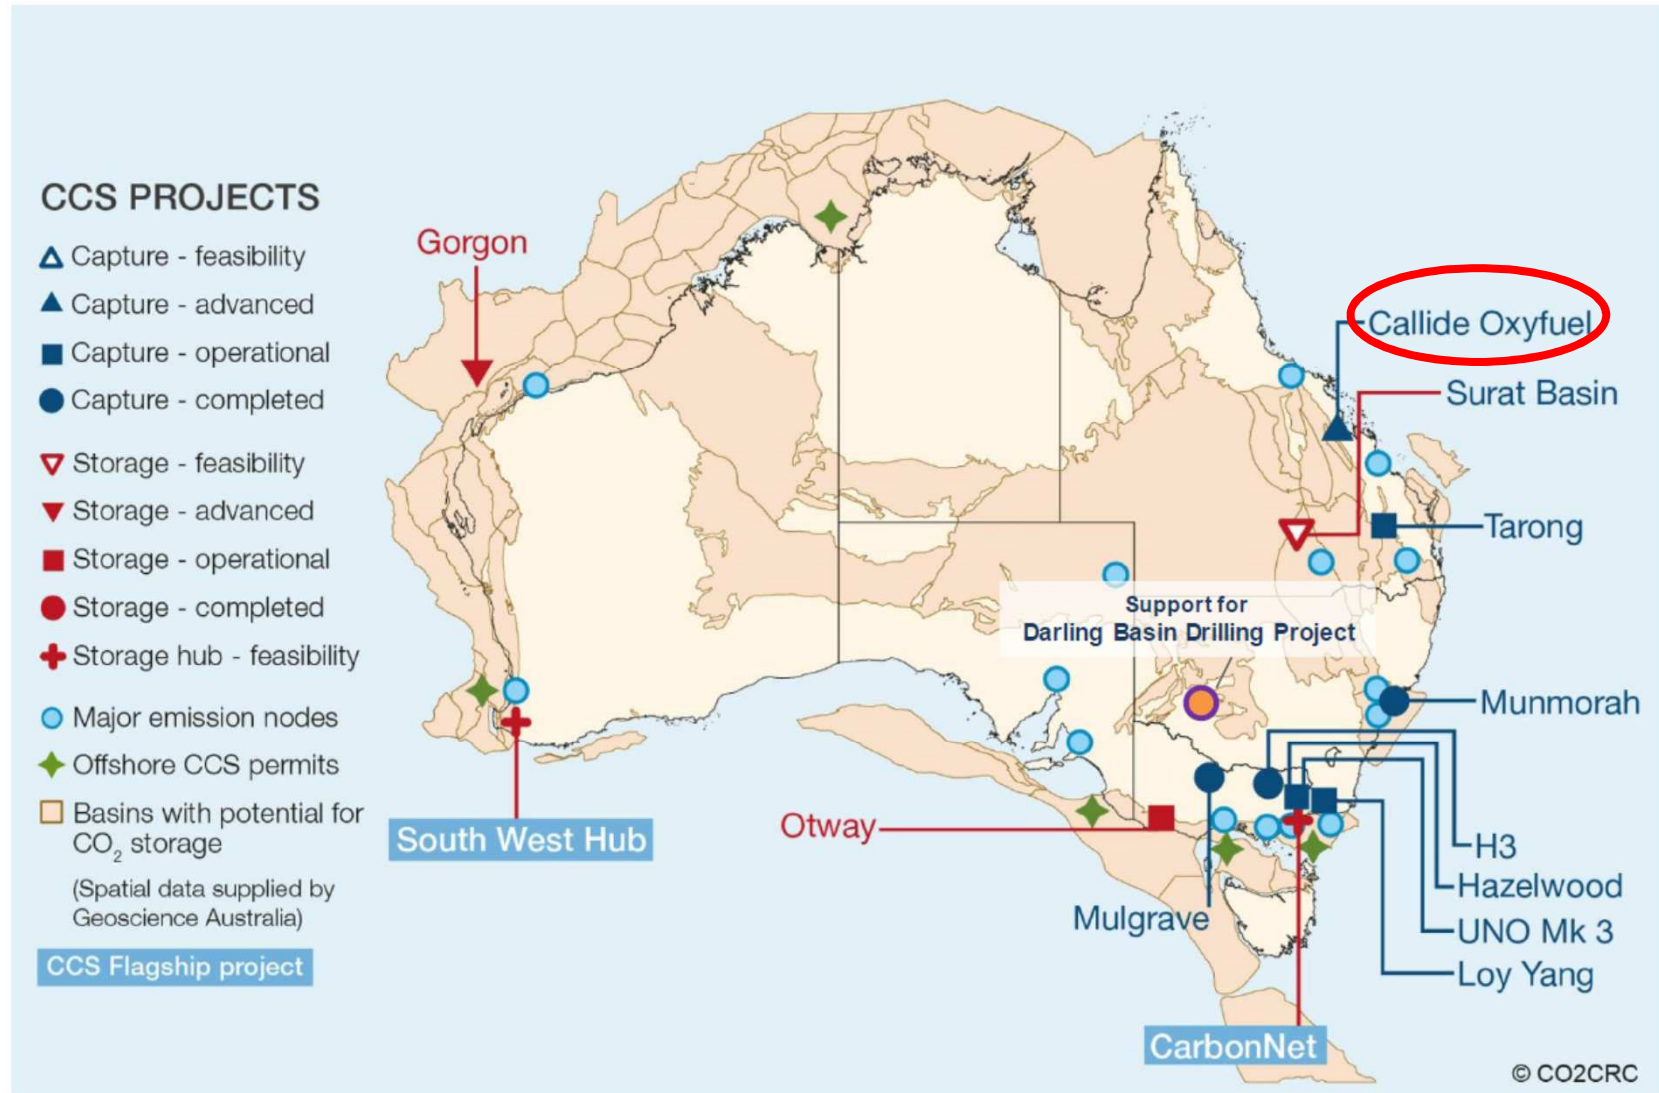 CCS PROJECTS
Capture - feasibility
Capture - advanced
Capture - operational
Capture - completed
Storage - feasibility
Storage - advanced
Storage - operational
Storage - completed
Storage hub - feasibility
Major emission nodes
Offshore CCS permits
Basins with potential for
CO2 storage
(Spatial data supplied by
Geoscience Australia)
CCS Flagship project
Gorgon
Callide Oxyfuel
Surat Basin
Tarong
Support for
Darling Basin Drilling Project
Munmorah
South West Hub
Otway
Mulgrave
H3
Hazelwood
UNO Mk 3
Loy Yang
CarbonNet
© CO2CRC